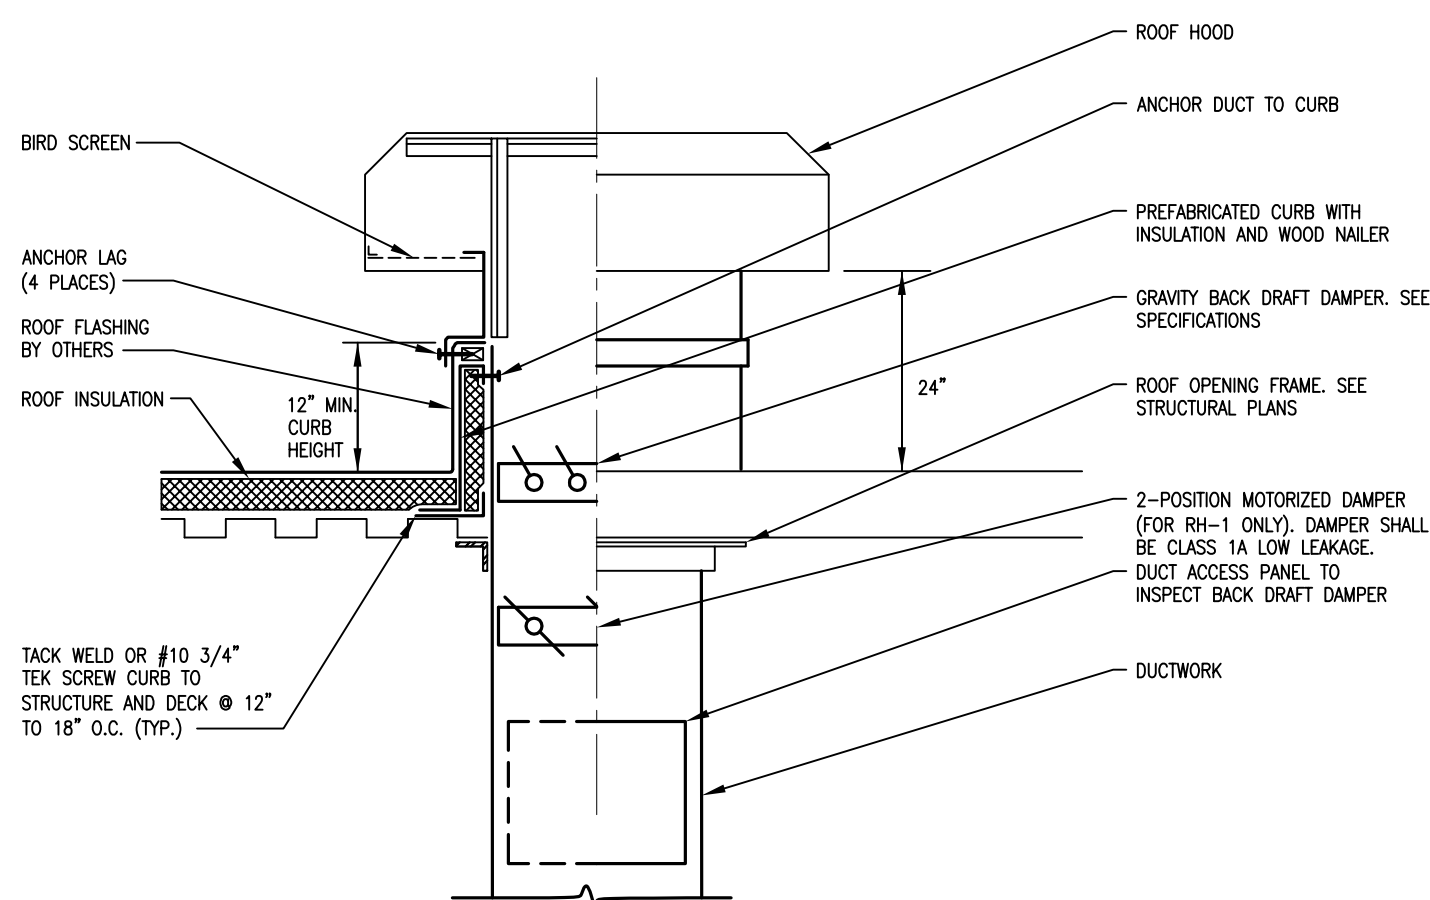 BIRD SCREEN
ANCHOR LAG
(4 PLACES)
ROOF FLASHING
BY OTHERS
ROOF INSULATION
12" MIN.
CURB
HEIGHT
TACK WELD OR #10 3/4"
TEK SCREW CURB TO
STRUCTURE AND DECK @ 12"
TO 18" O.C. (TYP.)
24"
ROOF HOOD
ANCHOR DUCT TO CURB
PREFABRICATED CURB WITH
INSULATION AND WOOD NAILER
GRAVITY BACK DRAFT DAMPER. SEE
SPECIFICATIONS
ROOF OPENING FRAME. SEE
STRUCTURAL PLANS
2-POSITION MOTORIZED DAMPER
(FOR RH-1 ONLY). DAMPER SHALL
BE CLASS 1A LOW LEAKAGE.
DUCT ACCESS PANEL TO
INSPECT BACK DRAFT DAMPER
DUCTWORK